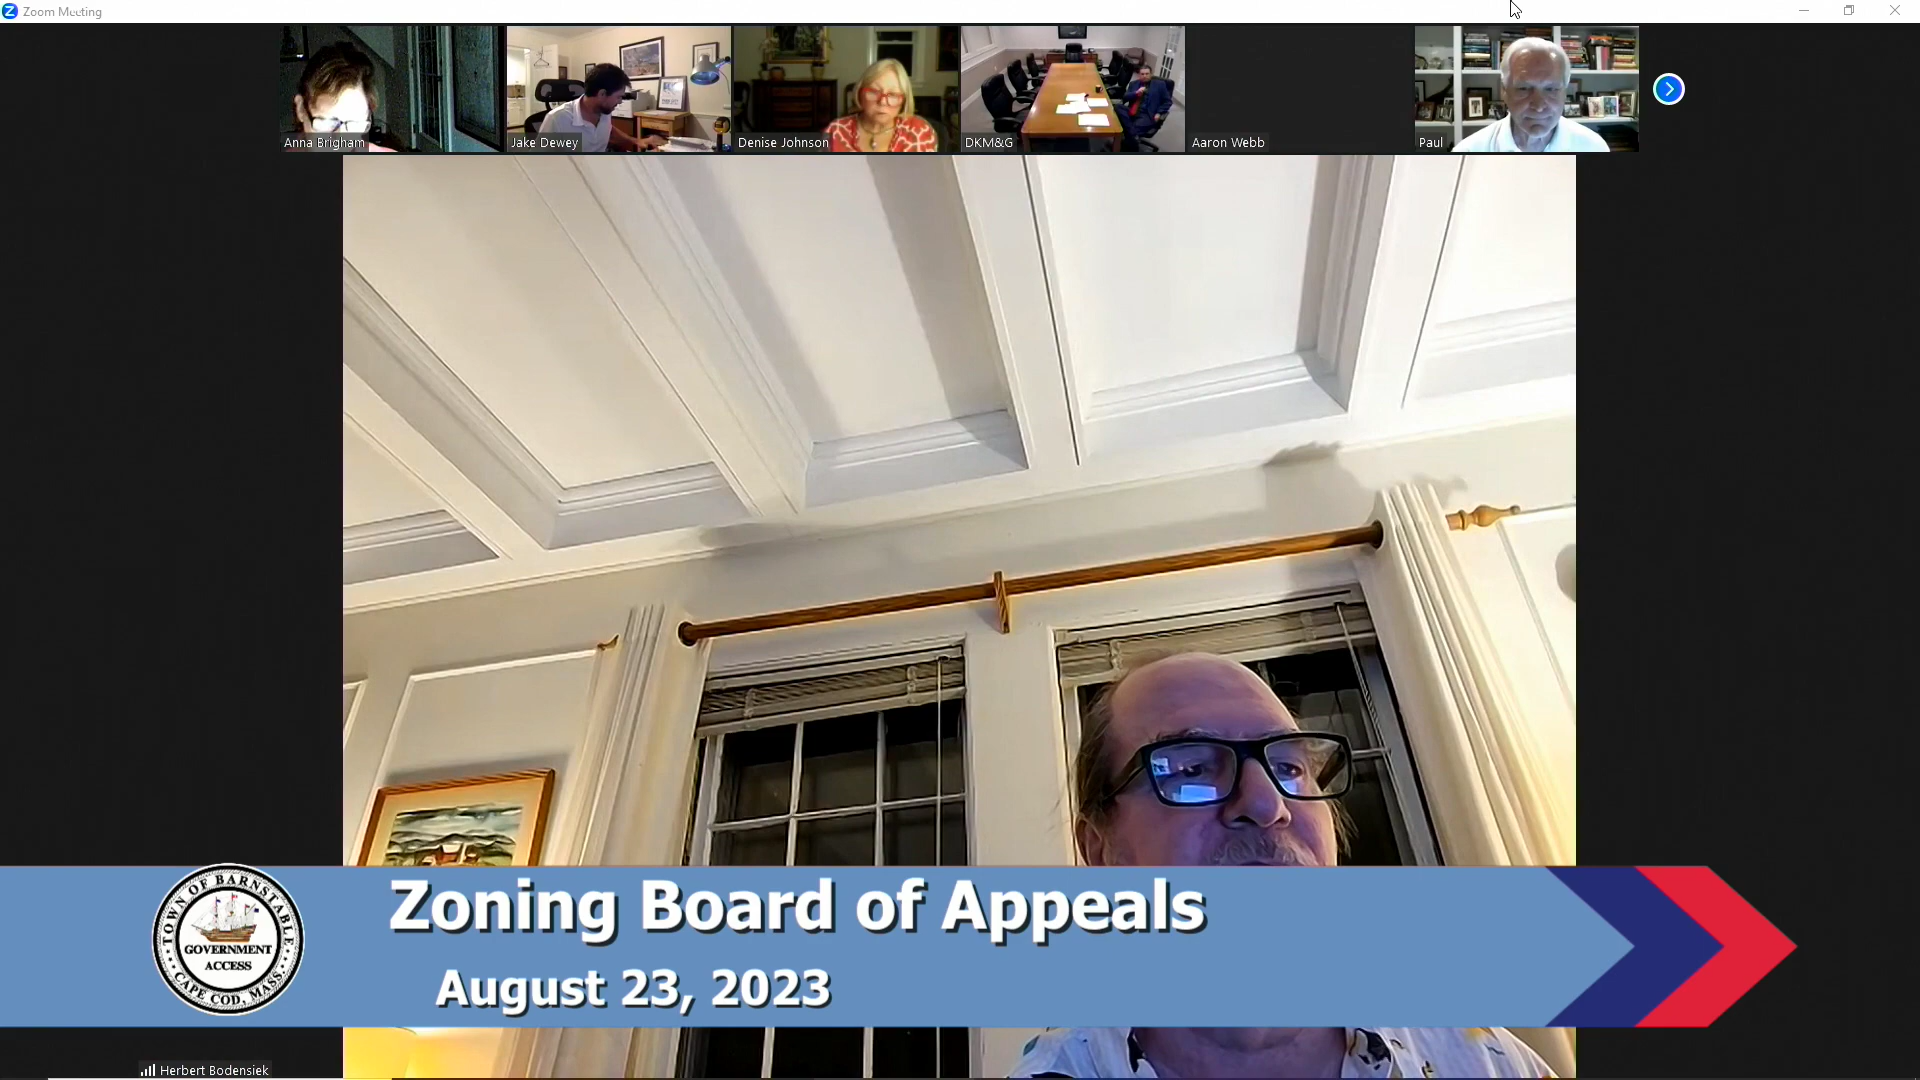 Zoom Meeting
Anna Brigham
Jake Dewey
Denise Johnson
DKM&G
Aaron Webb
Paul
Zoning Board of Appeals
August 23, 2023
TOWN OF BARNSTABLE
GOVERNMENT
ACCESS
CAPE COD, MASS.
Herbert Bodensiek